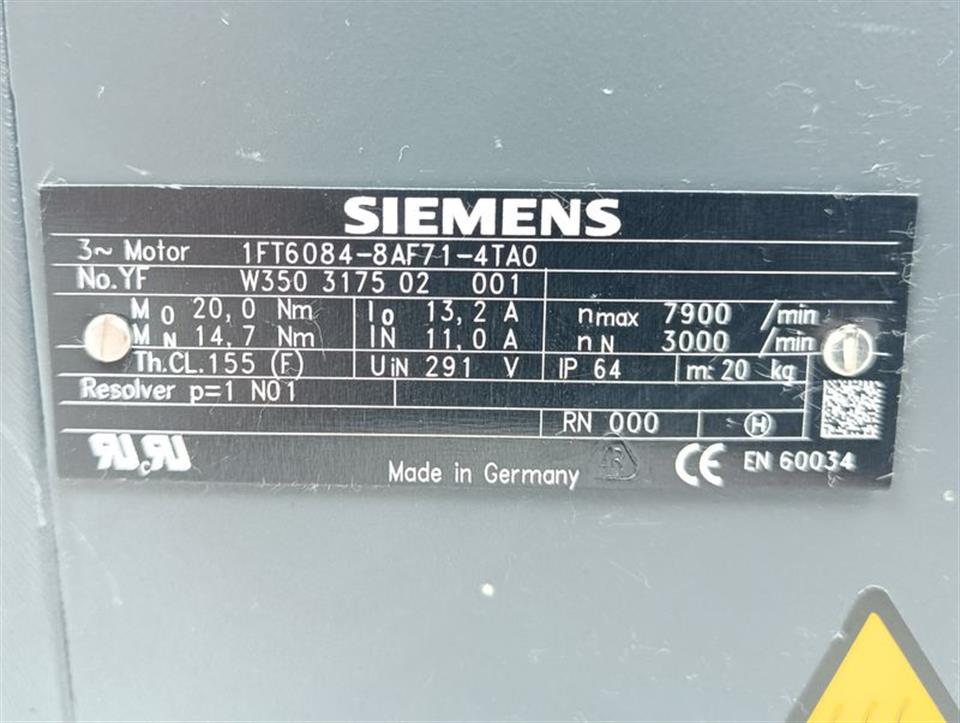 SIEMENS
3~ Motor 1FT6084-8AF71-4TA0
No.YF W350 3175 02 001
M0 20,0 Nm I0 13,2 A nmax 7900 /min
MN 14,7 Nm IN 11,0 A nN 3000 /min
Th.CL.155 (F) UiN 291 V IP 64 m: 20 kg
Resolver p=1 N01
RN 000 H
RU c RU Made in Germany R CE EN 60034